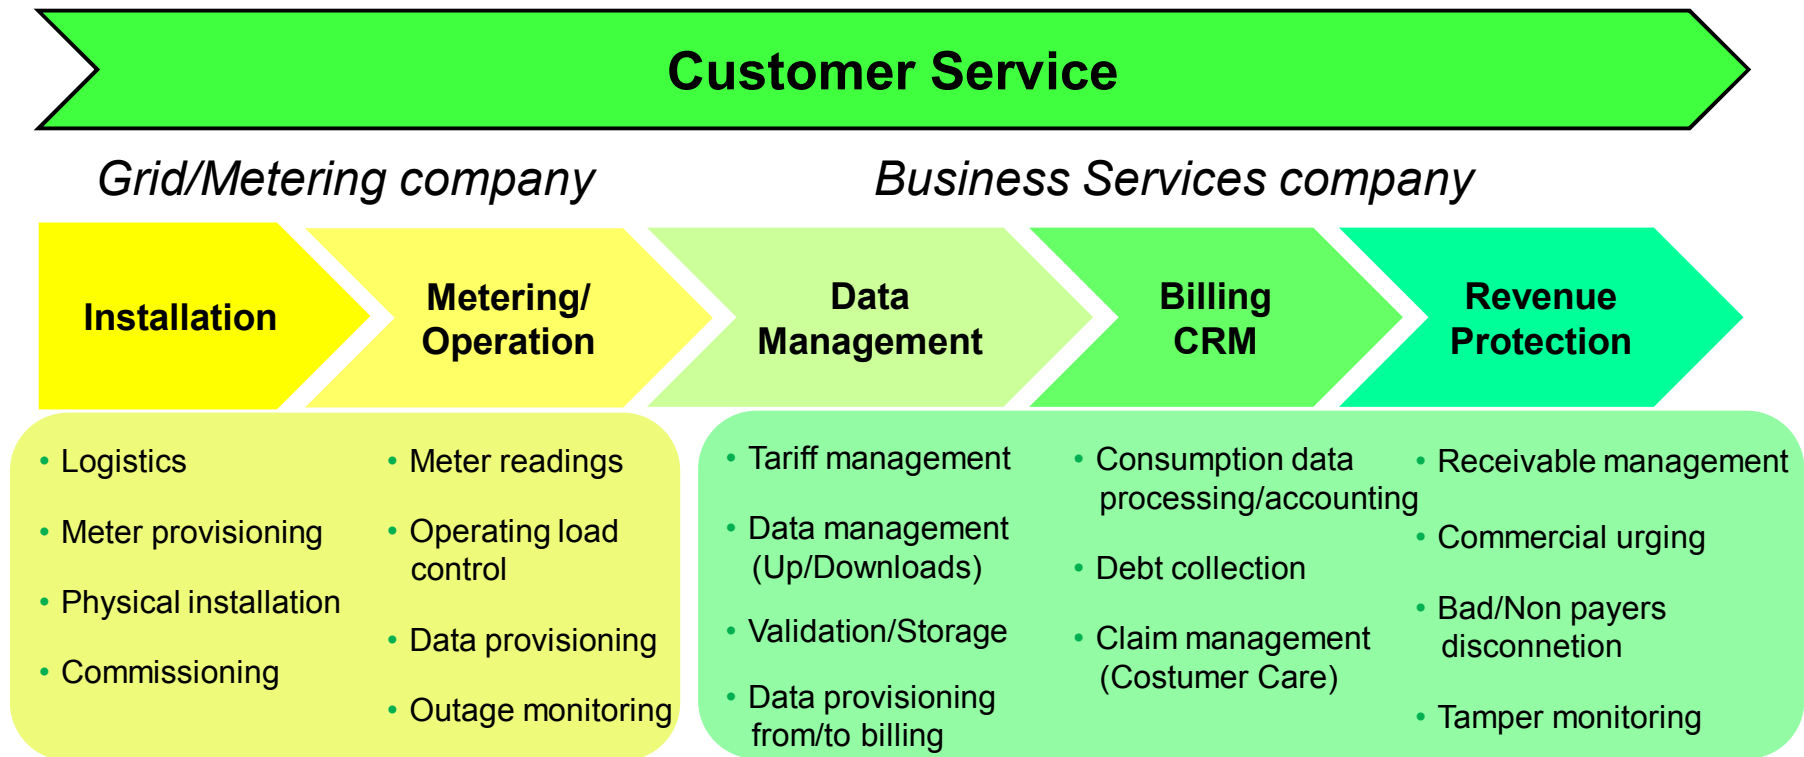 Customer Service
Grid/Metering company
Business Services company
Installation
Metering/
Operation
Data
Management
Billing
CRM
Revenue
Protection
• Logistics
• Meter provisioning
• Physical installation
• Commissioning
• Meter readings
• Operating load
control
• Data provisioning
• Outage monitoring
• Tariff management
• Data management
(Up/Downloads)
• Validation/Storage
• Data provisioning
from/to billing
• Consumption data
processing/accounting
• Debt collection
• Claim management
(Costumer Care)
• Receivable management
• Commercial urging
• Bad/Non payers
disconnetion
• Tamper monitoring